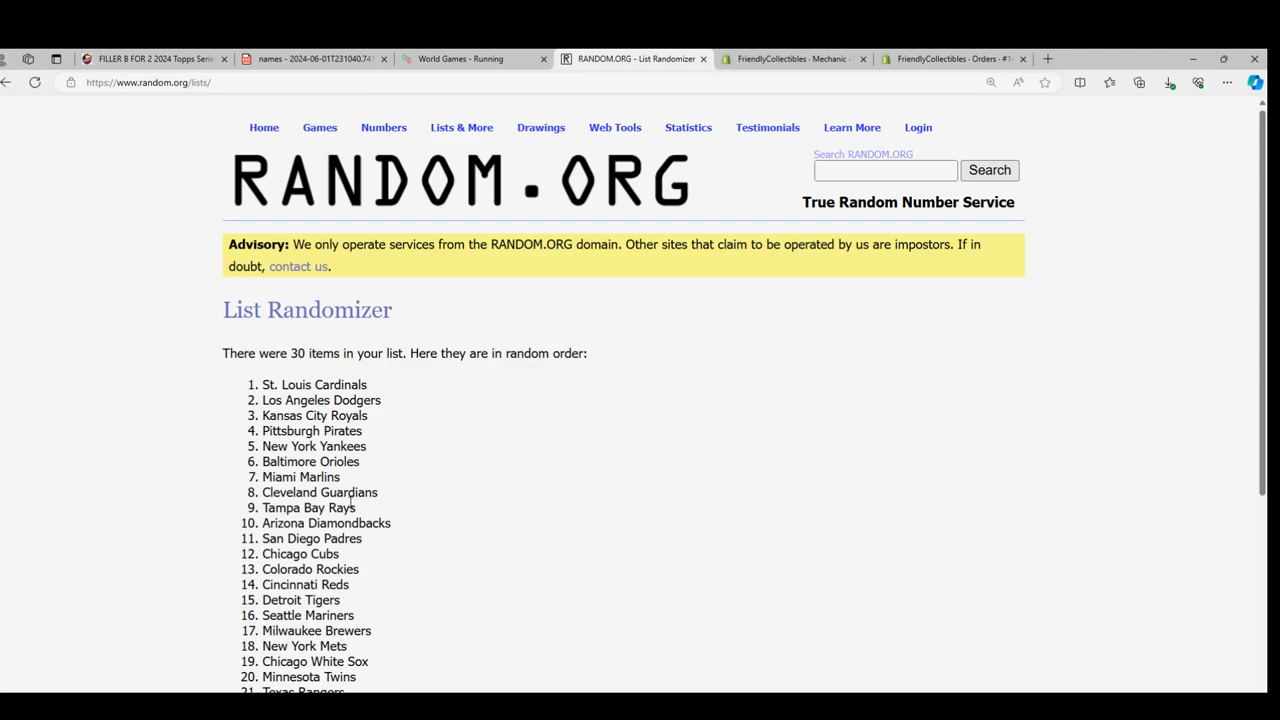 FILLER B FOR 2 2024 Topps Serie
names - 2024-06-01T231040.741
World Games - Running
RANDOM.ORG - List Randomizer
FriendlyCollectibles · Mechanic ·
FriendlyCollectibles · Orders · #1
https://www.random.org/lists/
Home Games Numbers Lists & More Drawings Web Tools Statistics Testimonials Learn More Login
RANDOM.ORG
Search RANDOM.ORG
Search
True Random Number Service
Advisory: We only operate services from the RANDOM.ORG domain. Other sites that claim to be operated by us are impostors. If in
doubt, contact us.
List Randomizer
There were 30 items in your list. Here they are in random order:
1. St. Louis Cardinals
2. Los Angeles Dodgers
3. Kansas City Royals
4. Pittsburgh Pirates
5. New York Yankees
6. Baltimore Orioles
7. Miami Marlins
8. Cleveland Guardians
9. Tampa Bay Rays
10. Arizona Diamondbacks
11. San Diego Padres
12. Chicago Cubs
13. Colorado Rockies
14. Cincinnati Reds
15. Detroit Tigers
16. Seattle Mariners
17. Milwaukee Brewers
18. New York Mets
19. Chicago White Sox
20. Minnesota Twins
21. Texas Rangers